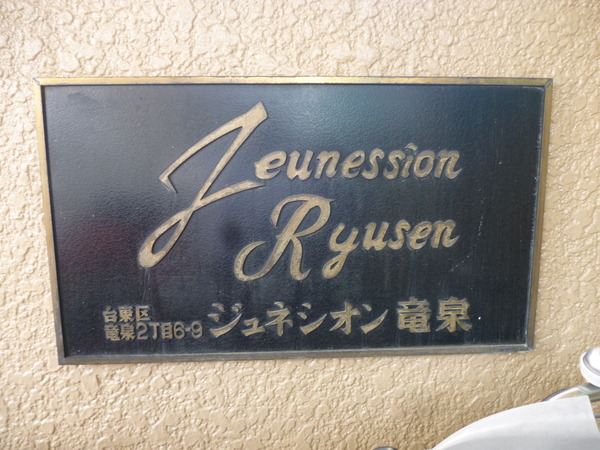 Jeunession
Ryusen
台東区
竜泉2丁目6-9
ジュネシオン竜泉